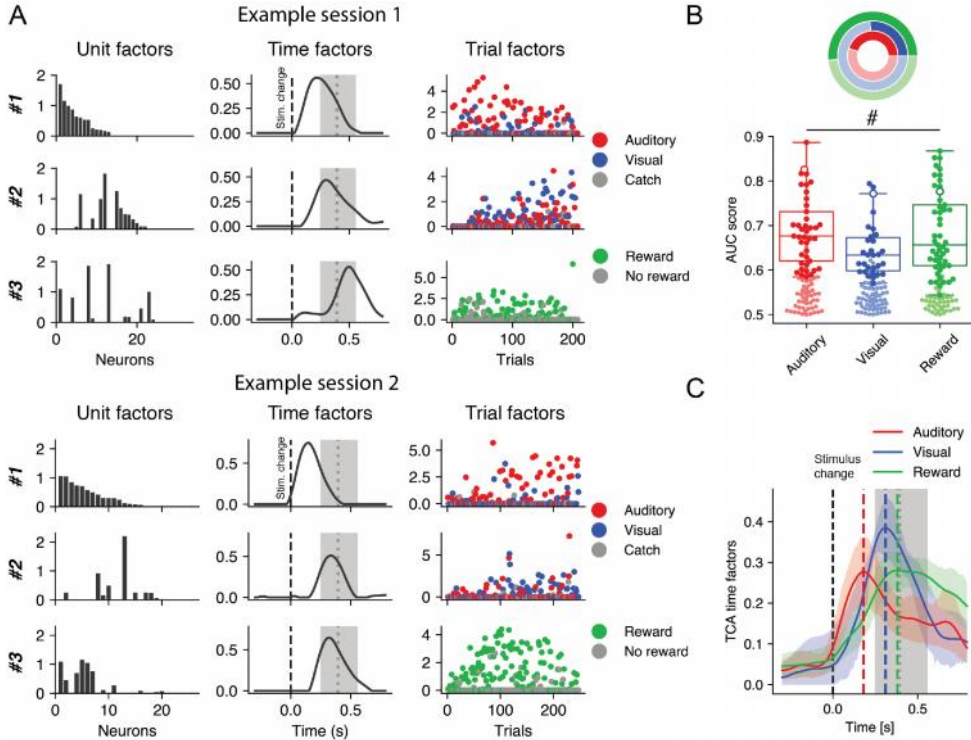 A
Example session 1
Unit factors
Time factors
Trial factors
#1
2
1
0
0.50
0.25
0.00
Stim. change
4
2
0
Auditory
Visual
Catch
#2
2
1
0
0.50
0.25
0.00
4
2
0
#3
2
1
0
0.50
0.25
0.00
5.0
2.5
0.0
Reward
No reward
0 10 20 30
Neurons
0.0 0.5
0 100 200
Trials
Example session 2
Unit factors
Time factors
Trial factors
#1
2
1
0
0.5
0.0
Stim. change
5.0
2.5
0.0
Auditory
Visual
Catch
#2
2
1
0
0.5
0.0
5
0
#3
2
1
0
0.5
0.0
4
2
0
Reward
No reward
0 10 20 30
Neurons
0.0 0.5
Time (s)
0 100 200
Trials
B
#
0.9
0.8
0.7
0.6
0.5
AUC score
Auditory
Visual
Reward
C
Auditory
Visual
Reward
Stimulus
change
0.4
0.3
0.2
0.1
0.0
TCA time factors
0.0 0.5
Time [s]